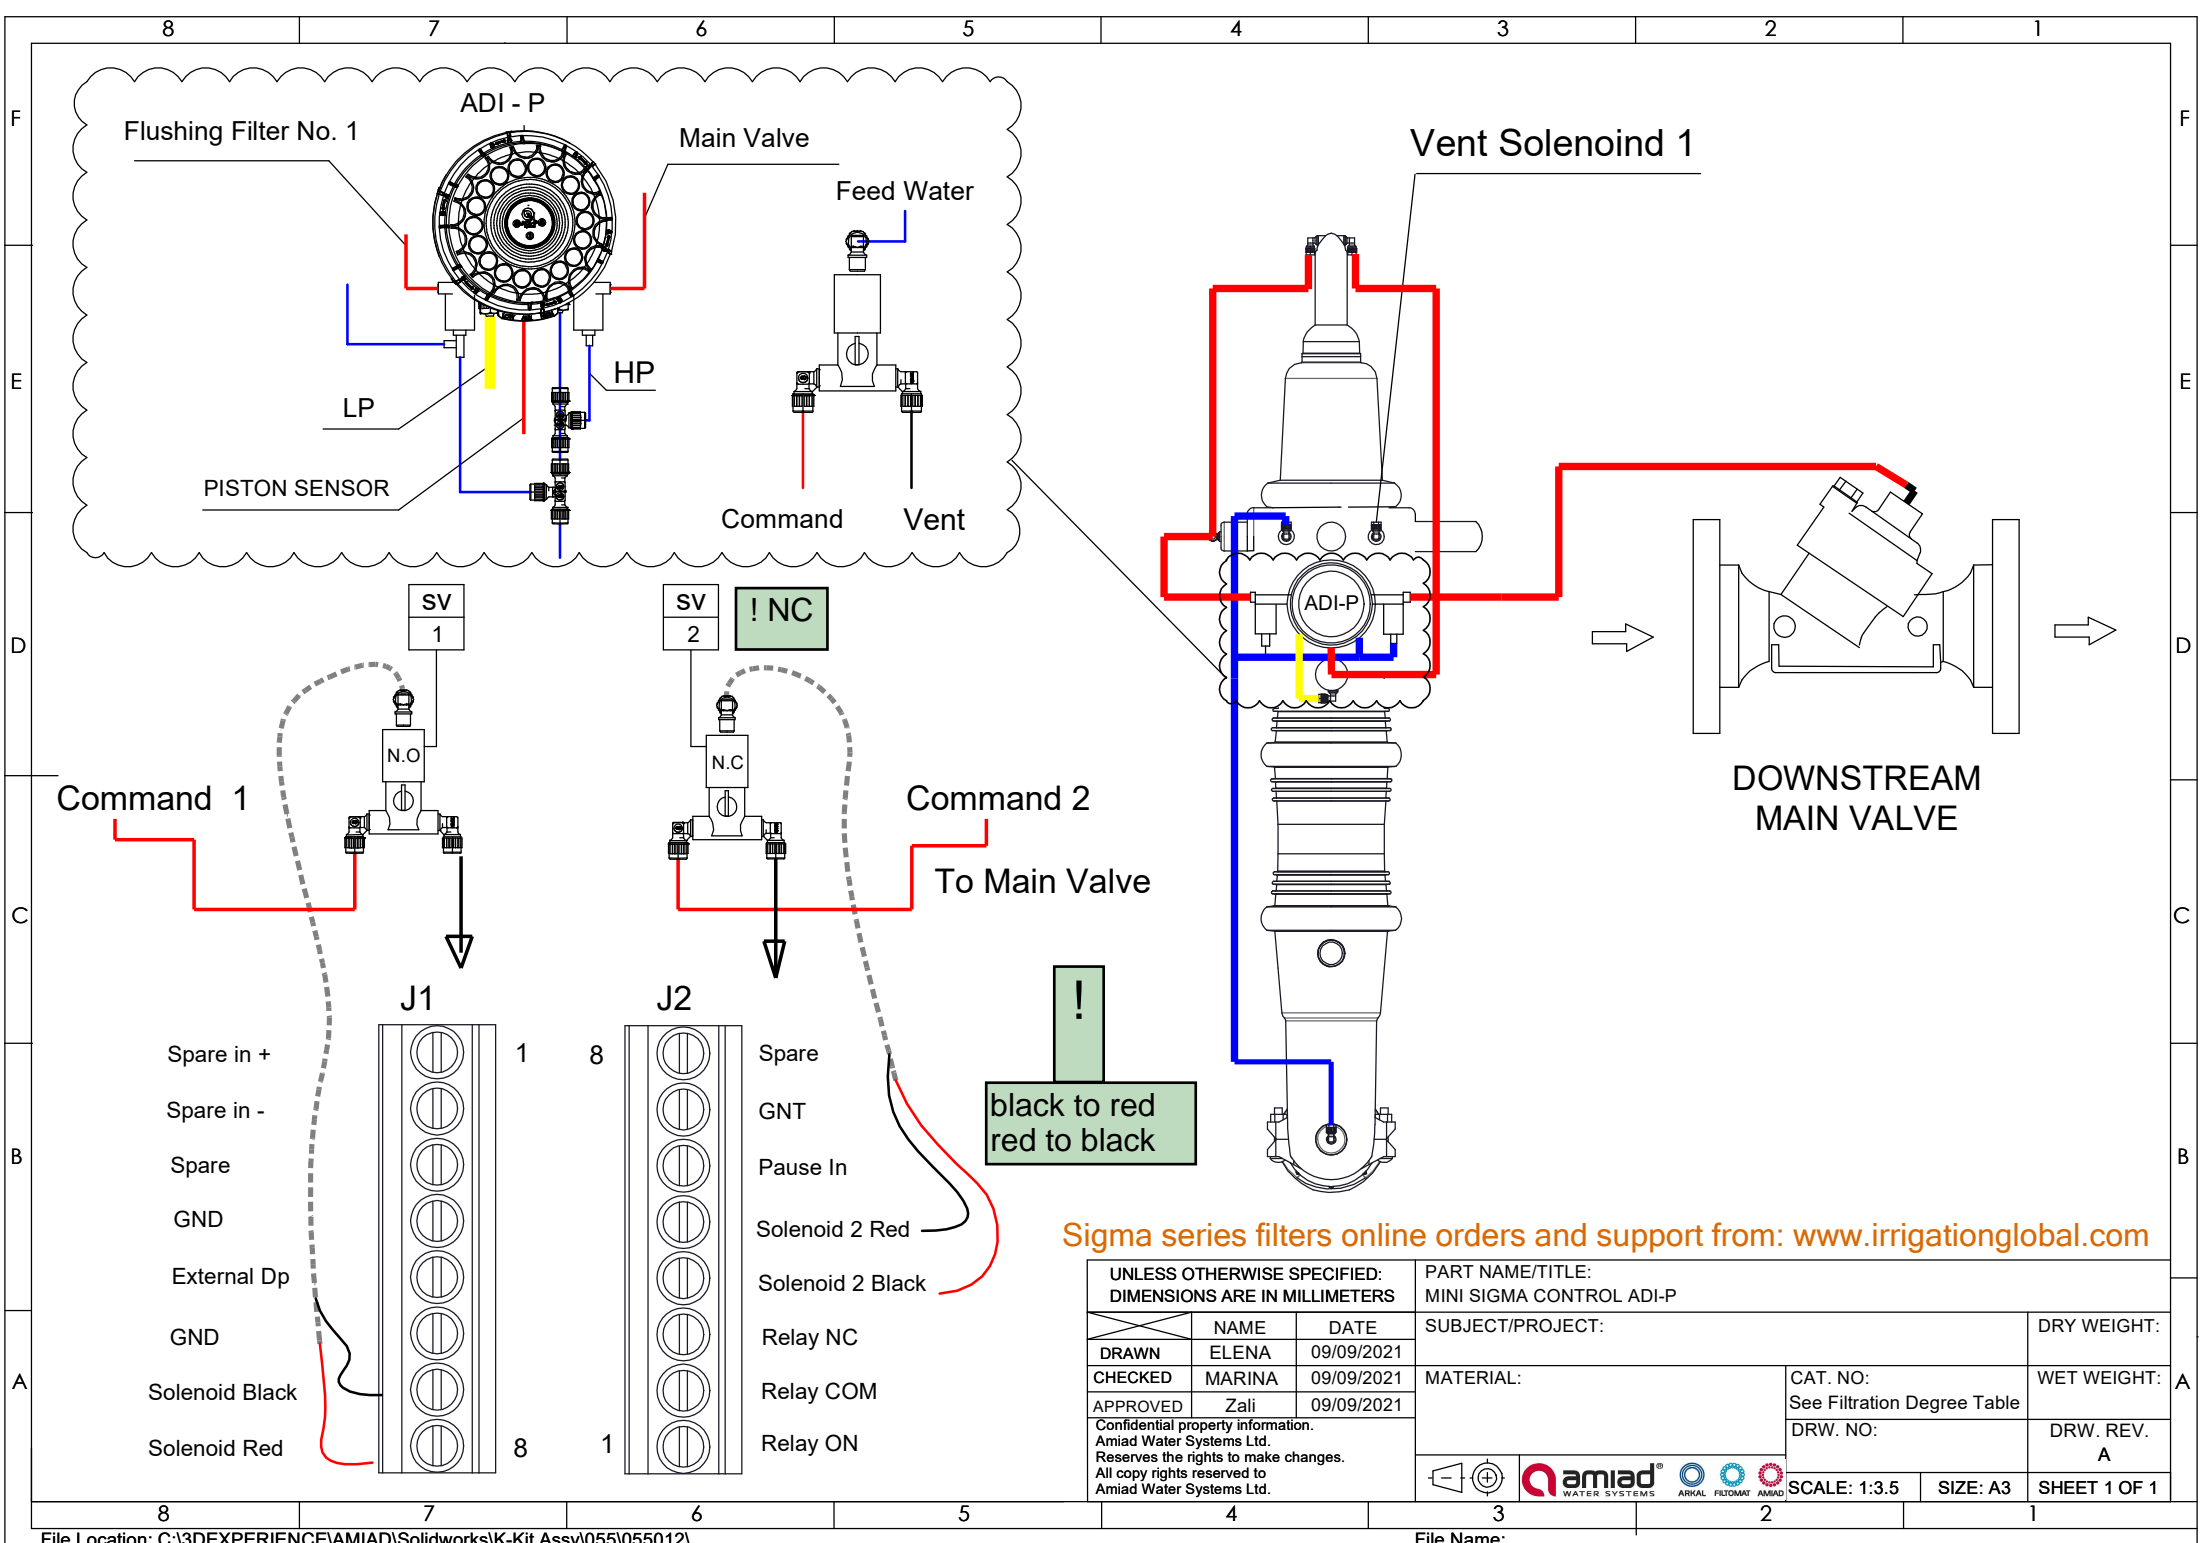 8 7 6 5 4 3 2 1
F
E
D
C
B
A
F
E
D
C
B
A
ADI - P
Flushing Filter No. 1
Main Valve
Feed Water
HP
LP
PISTON SENSOR
Command
Vent
Vent Solenoind 1
ADI-P
DOWNSTREAM
MAIN VALVE
SV
1
SV
2
! NC
N.O
N.C
Command 1
Command 2
To Main Valve
J1
J2
Spare in +
Spare in -
Spare
GND
External Dp
GND
Solenoid Black
Solenoid Red
1
8
8
1
Spare
GNT
Pause In
Solenoid 2 Red
Solenoid 2 Black
Relay NC
Relay COM
Relay ON
!
black to red
red to black
Sigma series filters online orders and support from: www.irrigationglobal.com
UNLESS OTHERWISE SPECIFIED:
DIMENSIONS ARE IN MILLIMETERS
PART NAME/TITLE:
MINI SIGMA CONTROL ADI-P
NAME DATE
DRAWN ELENA 09/09/2021
CHECKED MARINA 09/09/2021
APPROVED Zali 09/09/2021
SUBJECT/PROJECT:
DRY WEIGHT:
MATERIAL:
CAT. NO:
See Filtration Degree Table
WET WEIGHT:
DRW. NO:
DRW. REV.
A
Confidential property information.
Amiad Water Systems Ltd.
Reserves the rights to make changes.
All copy rights reserved to
Amiad Water Systems Ltd.
amiad®
WATER SYSTEMS
ARKAL FILTOMAT AMIAD
SCALE: 1:3.5
SIZE: A3
SHEET 1 OF 1
8 7 6 5 4 3 2 1
File Location: C:\3DEXPERIENCE\AMIAD\Solidworks\K-Kit Assy\055\055012\
File Name: